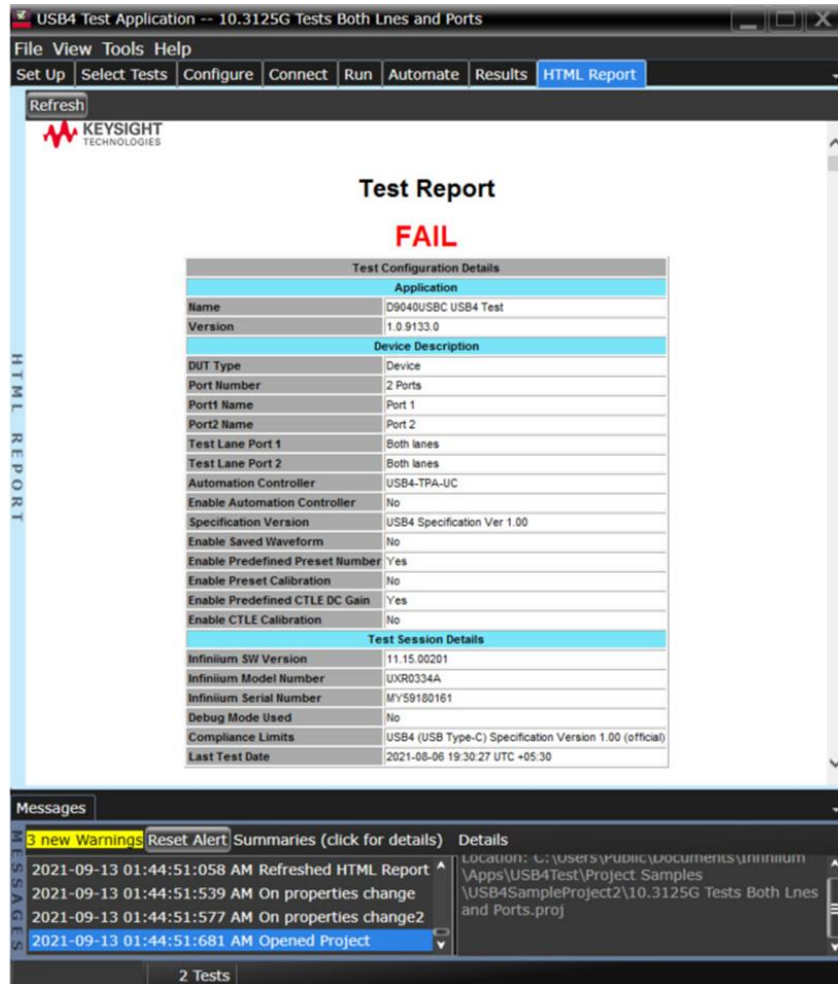 USB4 Test Application -- 10.3125G Tests Both Lnes and Ports
File View Tools Help
Set Up Select Tests Configure Connect Run Automate Results HTML Report
Refresh
KEYSIGHT
TECHNOLOGIES
Test Report
FAIL
Test Configuration Details
Application
Name D9040USBC USB4 Test
Version 1.0.9133.0
Device Description
DUT Type Device
Port Number 2 Ports
Port1 Name Port 1
Port2 Name Port 2
Test Lane Port 1 Both lanes
Test Lane Port 2 Both lanes
Automation Controller USB4-TPA-UC
Enable Automation Controller No
Specification Version USB4 Specification Ver 1.00
Enable Saved Waveform No
Enable Predefined Preset Number Yes
Enable Preset Calibration No
Enable Predefined CTLE DC Gain Yes
Enable CTLE Calibration No
Test Session Details
Infiniium SW Version 11.15.00201
Infiniium Model Number UXR0334A
Infiniium Serial Number MY59180161
Debug Mode Used No
Compliance Limits USB4 (USB Type-C) Specification Version 1.00 (official)
Last Test Date 2021-08-06 19:30:27 UTC +05:30
HTML REPORT
Messages
3 new Warnings Reset Alert Summaries (click for details) Details
2021-09-13 01:44:51:058 AM Refreshed HTML Report
2021-09-13 01:44:51:539 AM On properties change
2021-09-13 01:44:51:577 AM On properties change2
2021-09-13 01:44:51:681 AM Opened Project
Location: C:\Users\Public\Documents\Infiniium
\Apps\USB4Test\Project Samples
\USB4SampleProject2\10.3125G Tests Both Lnes
and Ports.proj
MESSAGES
2 Tests